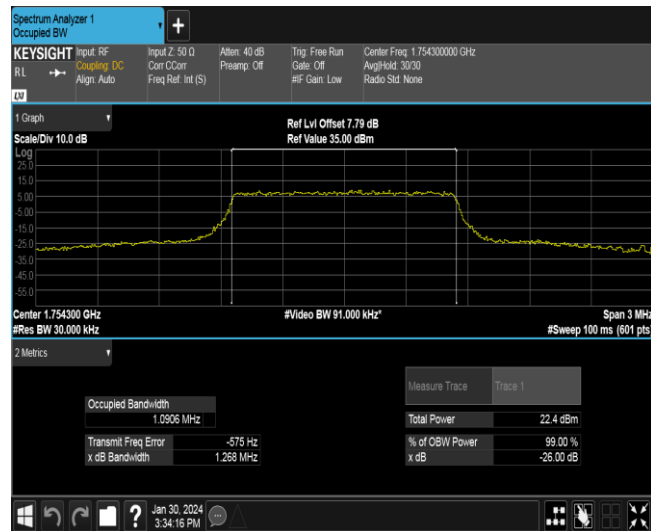 Spectrum Analyzer 1
Occupied BW
+
KEYSIGHT Input: RF Input Z: 50 Ω Atten: 40 dB Trig: Free Run Center Freq: 1.754300000 GHz
RL Coupling: DC Corr CCorr Preamp: Off Gate: Off Avg|Hold: 30/30
Align: Auto Freq Ref: Int (S) #IF Gain: Low Radio Std: None
LXI
1 Graph
Ref Lvl Offset 7.79 dB
Scale/Div 10.0 dB Ref Value 35.00 dBm
Log
25.0
15.0
5.00
-5.00
-15.0
-25.0
-35.0
-45.0
-55.0
Center 1.754300 GHz #Video BW 91.000 kHz* Span 3 MHz
#Res BW 30.000 kHz #Sweep 100 ms (601 pts)
2 Metrics
Measure Trace Trace 1
Occupied Bandwidth
1.0906 MHz
Total Power 22.4 dBm
Transmit Freq Error -575 Hz % of OBW Power 99.00 %
x dB Bandwidth 1.268 MHz x dB -26.00 dB
? Jan 30, 2024
3:34:16 PM